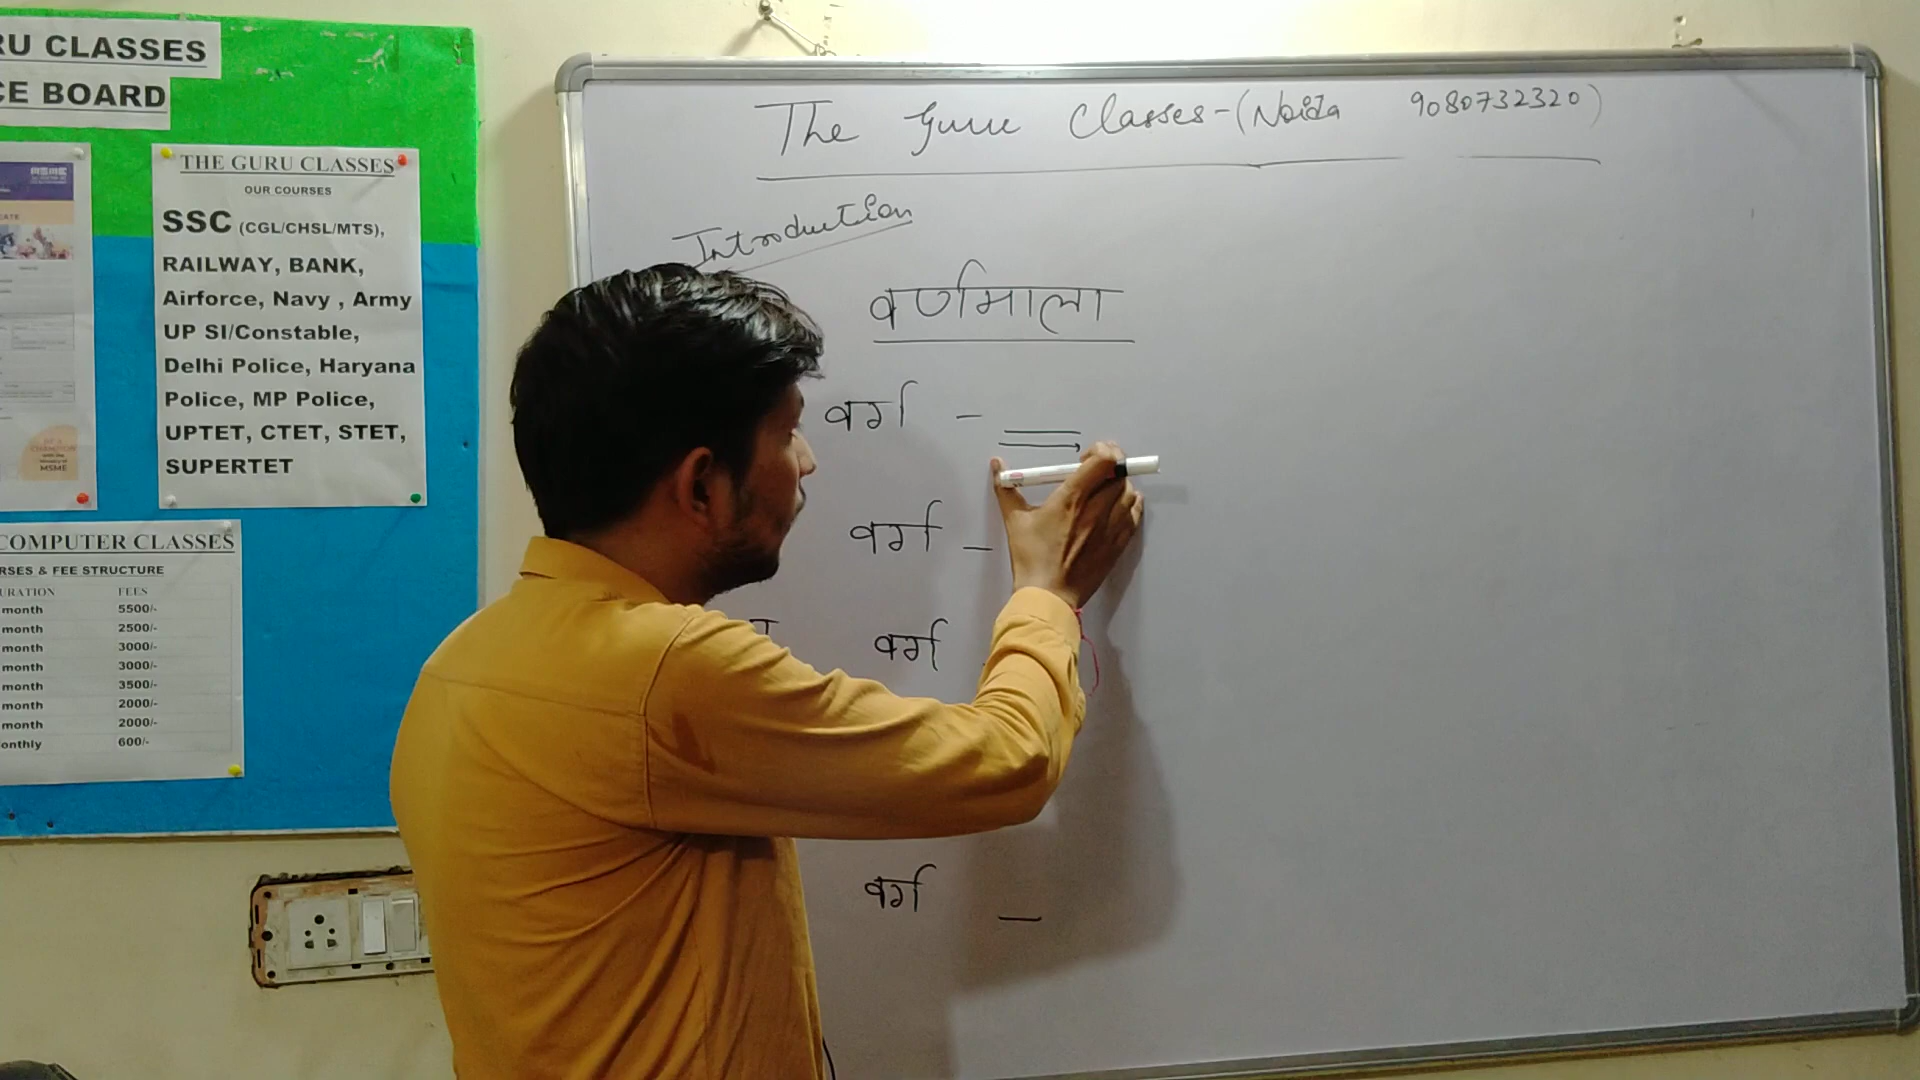 RU CLASSES
CE BOARD
THE GURU CLASSES
OUR COURSES
SSC (CGL/CHSL/MTS),
RAILWAY, BANK,
Airforce, Navy , Army
UP SI/Constable,
Delhi Police, Haryana
Police, MP Police,
UPTET, CTET, STET,
SUPERTET
COMPUTER CLASSES
RSES & FEE STRUCTURE
URATION FEES
month 5500/-
month 2500/-
month 3000/-
month 3000/-
month 3500/-
month 2000/-
month 2000/-
onthly 600/-
MSME
The Guru Classes-(Noida 9080732320)
Introduction
वर्णमाला
वर्ग -
वर्ग -
वर्ग
वर्ग -